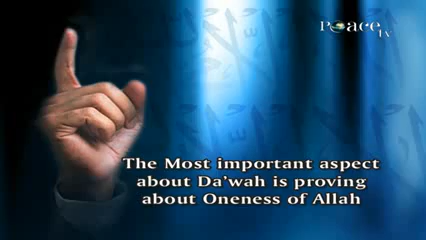 Peace tv
The Most important aspect
about Da'wah is proving
about Oneness of Allah